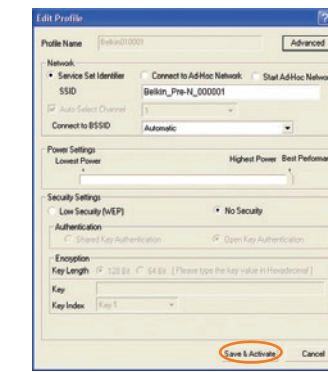 Edit Profile ?
Profile Name Belkin010001 Advanced
Network
Service Set Identifier Connect to Ad-Hoc Network Start Ad-Hoc Networ
SSID Belkin_Pre-N_000001
Auto Select Channel 1
Connect to BSSID Automatic
Power Settings
Lowest Power Highest Power Best Performan
Security Settings
Low Security (WEP) No Security
Authentication
Shared Key Authentication Open Key Authentication
Encryption
Key Length 128 Bit 64 Bit [Please type the key value in Hexadecimal]
Key
Key Index Key 1
Save & Activate Cancel